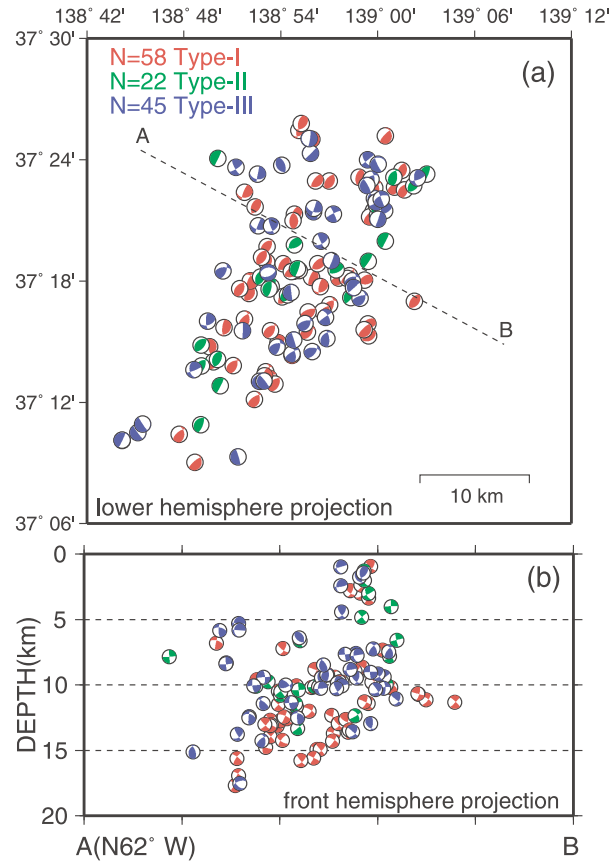 138° 42' 138° 48' 138° 54' 139° 00' 139° 06' 139° 12'
37° 30'
N=58 Type-I
(a)
N=22 Type-II
N=45 Type-III
A
37° 24'
37° 18'
B
37° 12'
10 km
lower hemisphere projection
37° 06'
0
(b)
5
DEPTH(km)
10
15
front hemisphere projection
20
A(N62° W) B